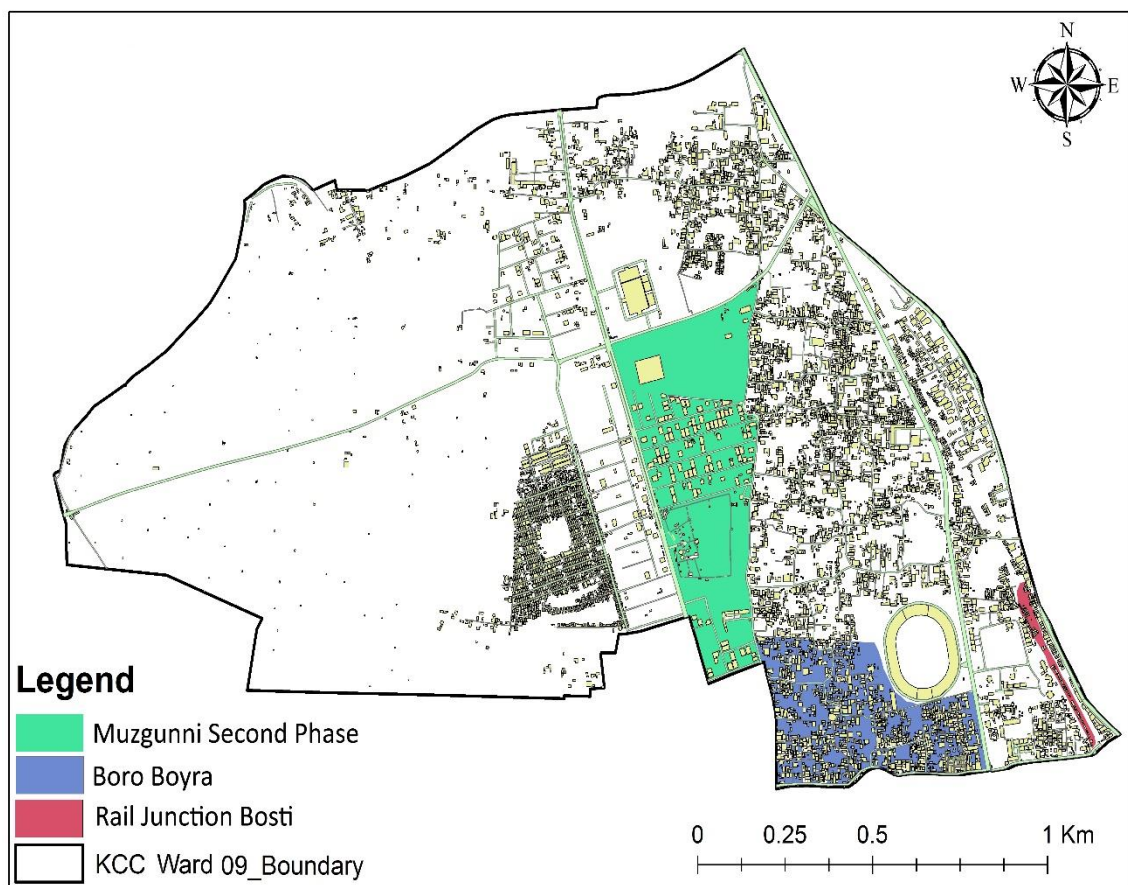 N
W E
S
Legend
Muzgunni Second Phase
Boro Boyra
Rail Junction Bosti
KCC Ward 09_Boundary
0 0.25 0.5 1 Km